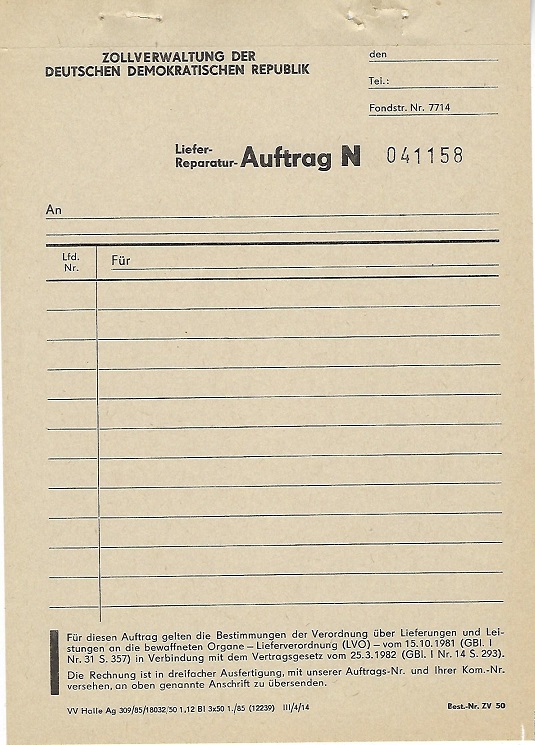 ZOLLVERWALTUNG DER
DEUTSCHEN DEMOKRATISCHEN REPUBLIK
den
Tel.:
Fondstr. Nr. 7714
Liefer-
Reparatur- Auftrag N 041158
An
Lfd.
Nr.
Für
Für diesen Auftrag gelten die Bestimmungen der Verordnung über Lieferungen und Lei-
stungen an die bewaffneten Organe – Lieferverordnung (LVO) – vom 15.10.1981 (GBl. I
Nr. 31 S. 357) in Verbindung mit dem Vertragsgesetz vom 25.3.1982 (GBl. I Nr. 14 S. 293).
Die Rechnung ist in dreifacher Ausfertigung, mit unserer Auftrags-Nr. und Ihrer Kom.-Nr.
versehen, an oben genannte Anschrift zu übersenden.
VV Halle Ag 309/85/18032/50 1,12 Bl 3x50 1./85 (12239) III/4/14
Best.-Nr. ZV 50